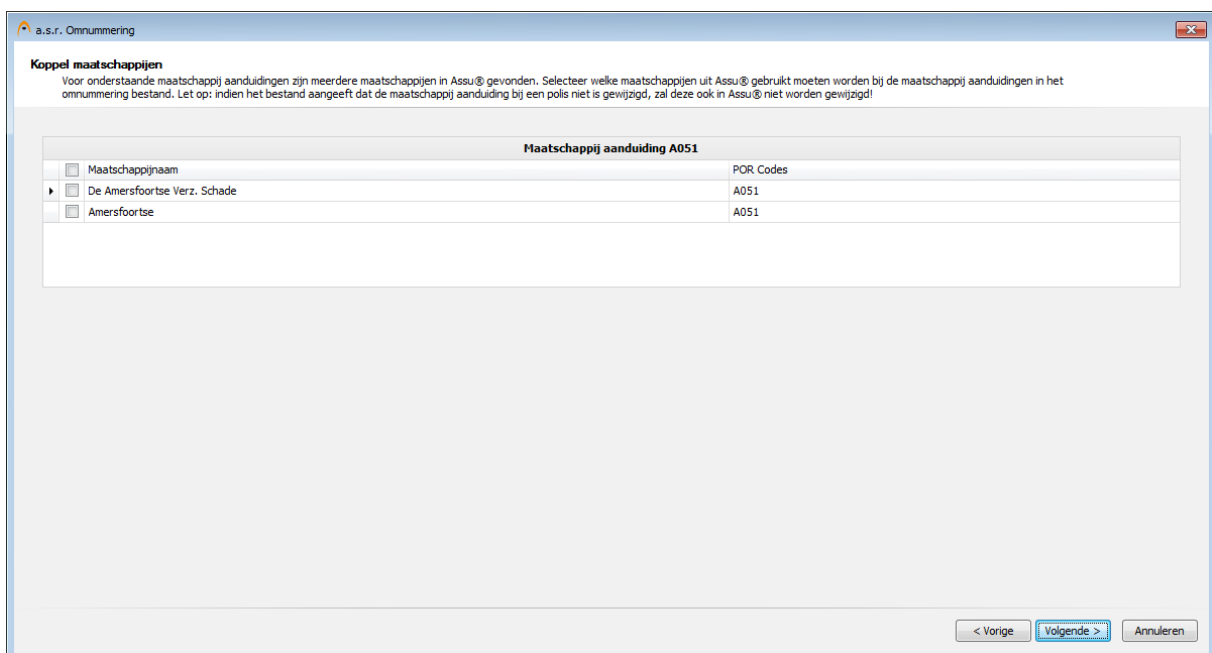 a.s.r. Omnummering
Koppel maatschappijen
Voor onderstaande maatschappij aanduidingen zijn meerdere maatschappijen in Assu® gevonden. Selecteer welke maatschappijen uit Assu® gebruikt moeten worden bij de maatschappij aanduidingen in het
omnummering bestand. Let op: indien het bestand aangeeft dat de maatschappij aanduiding bij een polis niet is gewijzigd, zal deze ook in Assu® niet worden gewijzigd!
Maatschappij aanduiding A051
Maatschappijnaam POR Codes
De Amersfoortse Verz. Schade A051
Amersfoortse A051
< Vorige Volgende > Annuleren